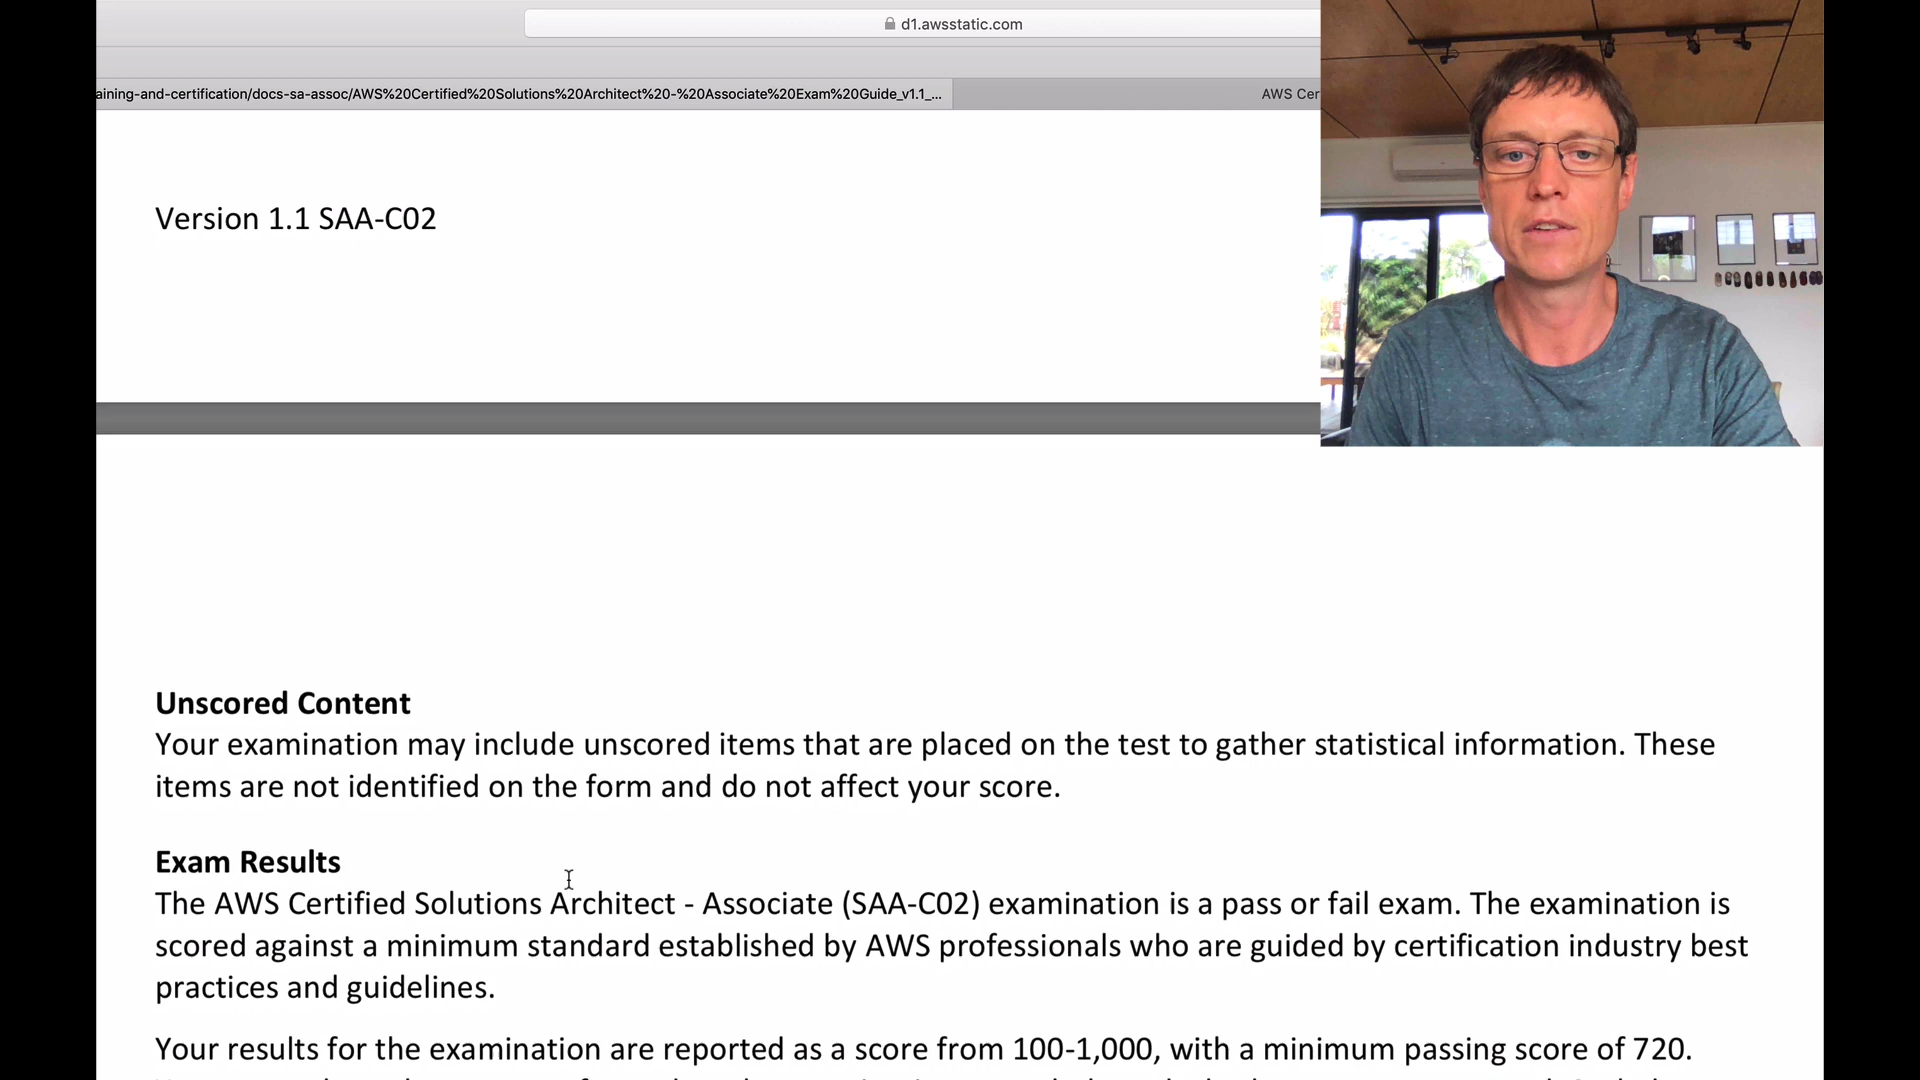 d1.awsstatic.com
aining-and-certification/docs-sa-assoc/AWS%20Certified%20Solutions%20Architect%20-%20Associate%20Exam%20Guide_v1.1_...
AWS Cer
Version 1.1 SAA-C02
Unscored Content
Your examination may include unscored items that are placed on the test to gather statistical information. These
items are not identified on the form and do not affect your score.
Exam Results
The AWS Certified Solutions Architect - Associate (SAA-C02) examination is a pass or fail exam. The examination is
scored against a minimum standard established by AWS professionals who are guided by certification industry best
practices and guidelines.
Your results for the examination are reported as a score from 100-1,000, with a minimum passing score of 720.